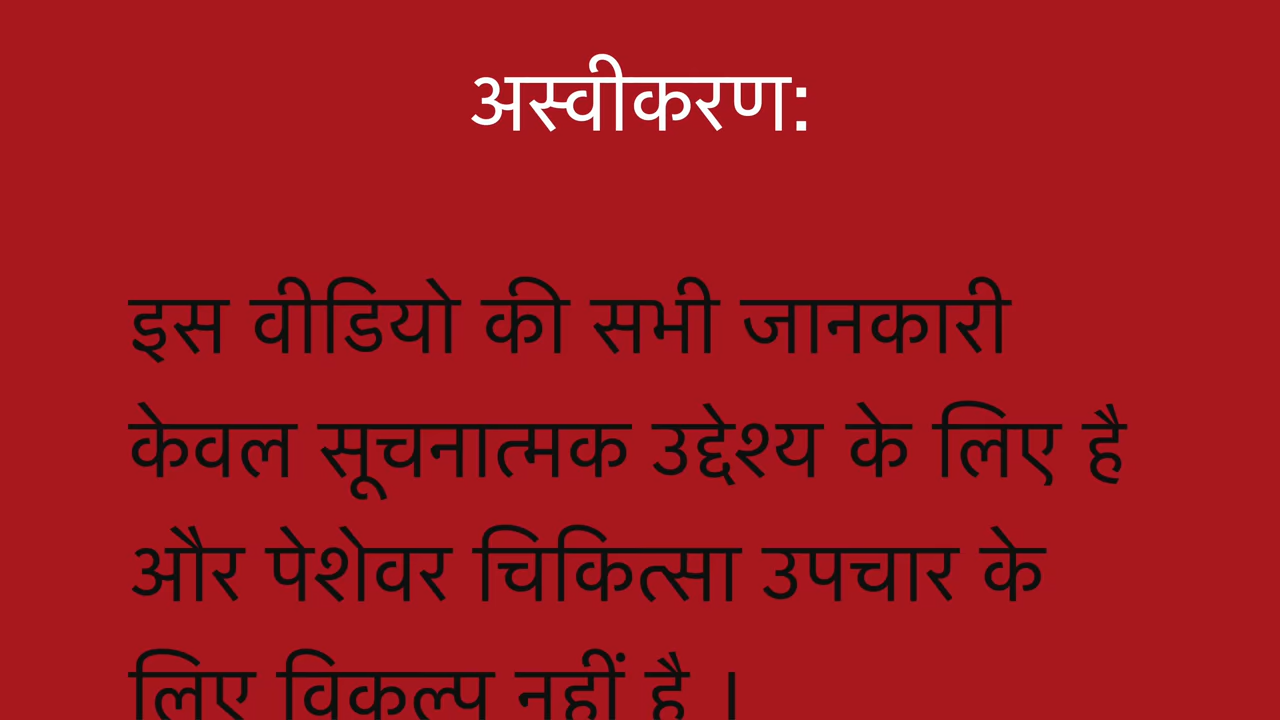 अस्वीकरण:
इस वीडियो की सभी जानकारी
केवल सूचनात्मक उद्देश्य के लिए है
और पेशेवर चिकित्सा उपचार के
लिए विकल्प नहीं है ।